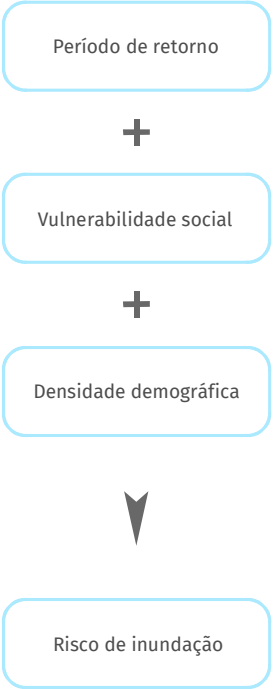 Período de retorno
+
Vulnerabilidade social
+
Densidade demográfica
Risco de inundação